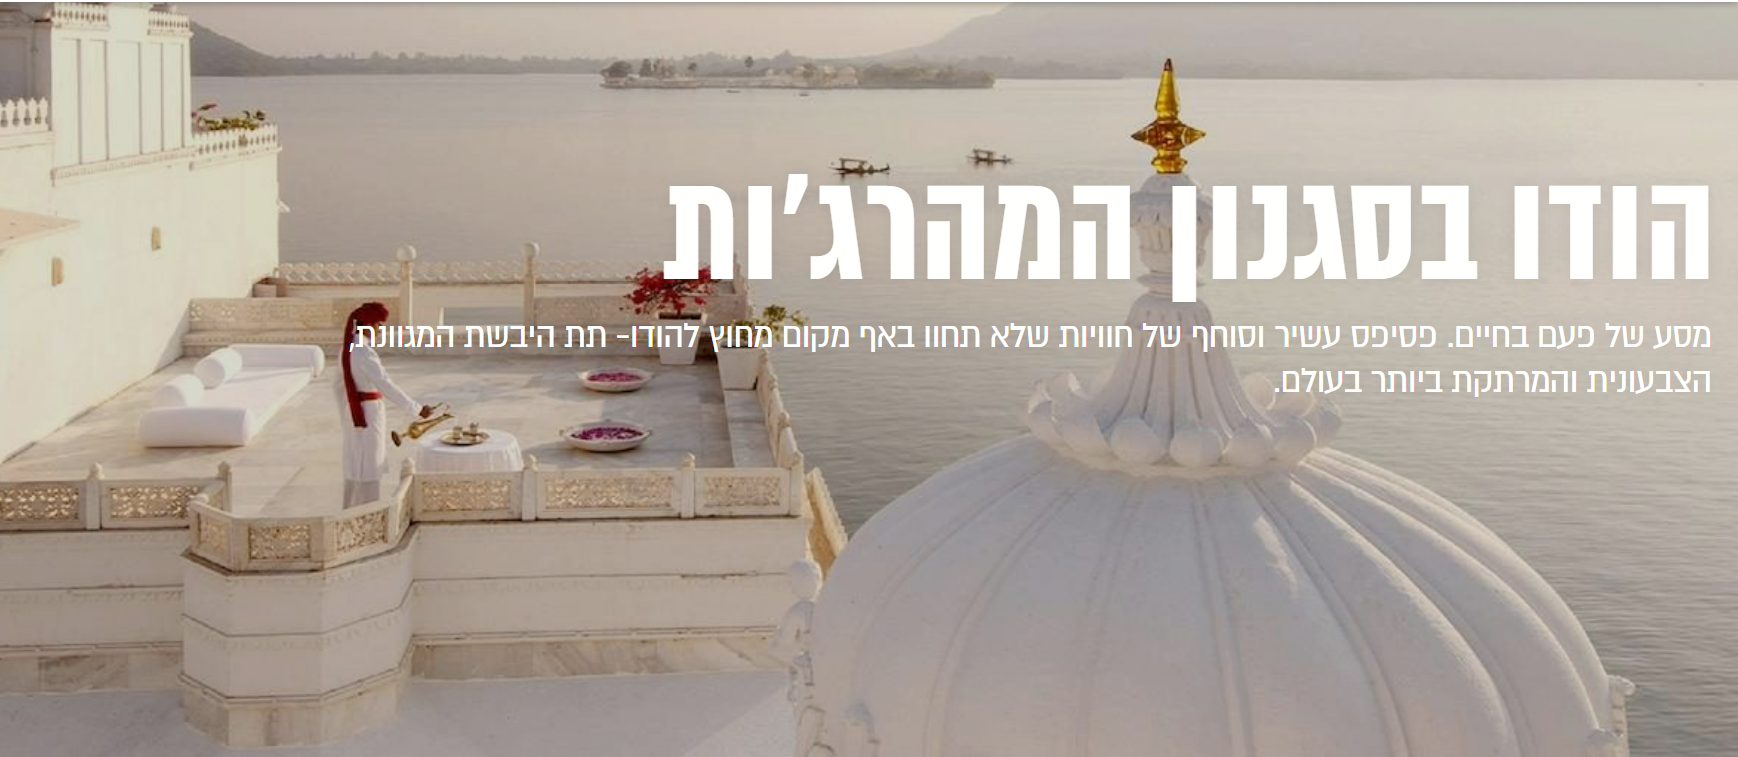 הודו בסגנון המהרג'ות
מסע של פעם בחיים. פסיפס עשיר וסוחף של חוויות שלא תחוו באף מקום מחוץ להודו- תת היבשת המגוונת,
הצבעונית והמרתקת ביותר בעולם.